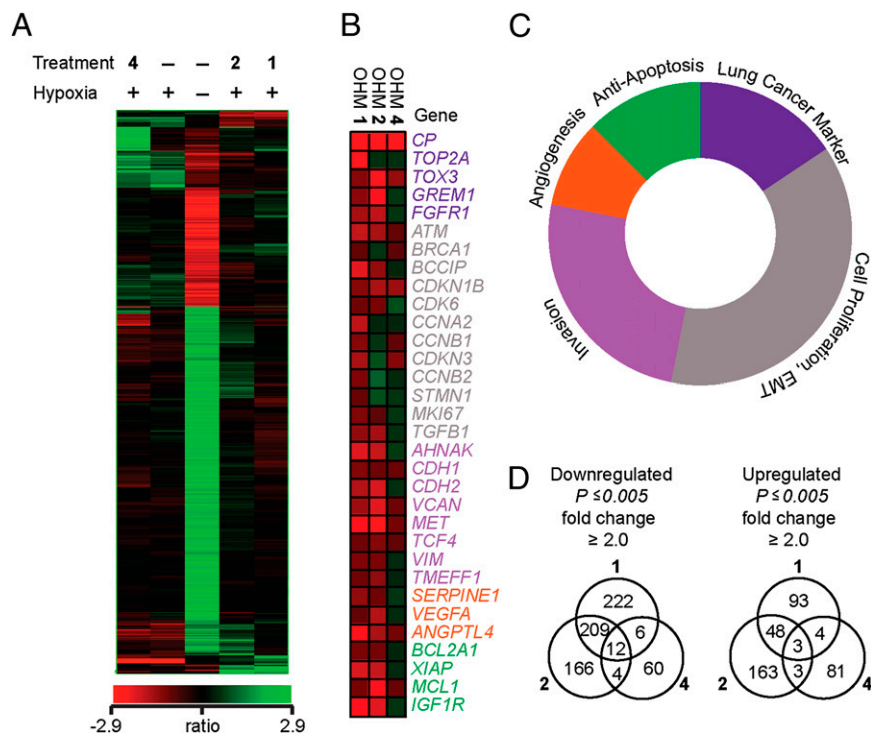 A
Treatment 4 – – 2 1
Hypoxia + + – + +
-2.9 ratio 2.9
B
OHM 1 OHM 2 OHM 4 Gene
CP
TOP2A
TOX3
GREM1
FGFR1
ATM
BRCA1
BCCIP
CDKN1B
CDK6
CCNA2
CCNB1
CDKN3
CCNB2
STMN1
MKI67
TGFB1
AHNAK
CDH1
CDH2
VCAN
MET
TCF4
VIM
TMEFF1
SERPINE1
VEGFA
ANGPTL4
BCL2A1
XIAP
MCL1
IGF1R
C
Lung Cancer Marker
Cell Proliferation, EMT
Invasion
Angiogenesis
Anti-Apoptosis
D
Downregulated
P ≤ 0.005
fold change
≥ 2.0
1
222
209 6
12
166 4 60
2 4
Upregulated
P ≤ 0.005
fold change
≥ 2.0
1
93
48 4
3
163 3 81
2 4